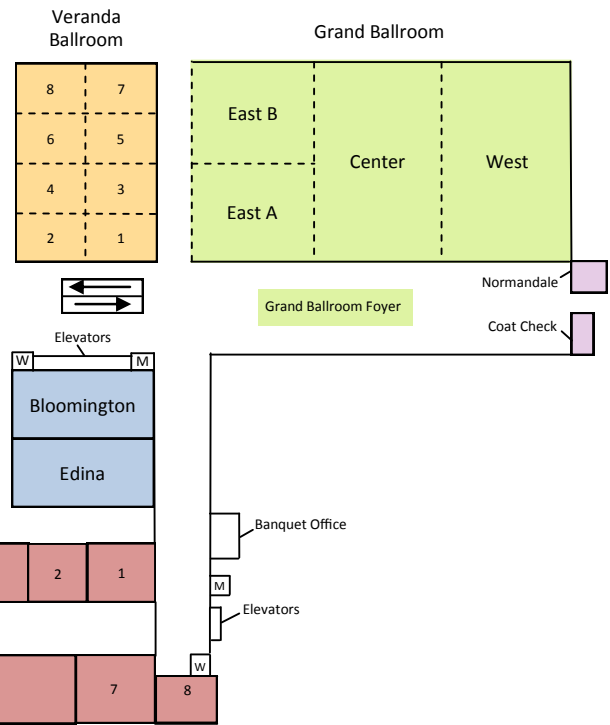 Veranda
Ballroom
Grand Ballroom
8
7
6
5
4
3
2
1
East B
East A
Center
West
Normandale
Grand Ballroom Foyer
Coat Check
Elevators
W
M
Bloomington
Edina
Banquet Office
2
1
M
Elevators
W
7
8